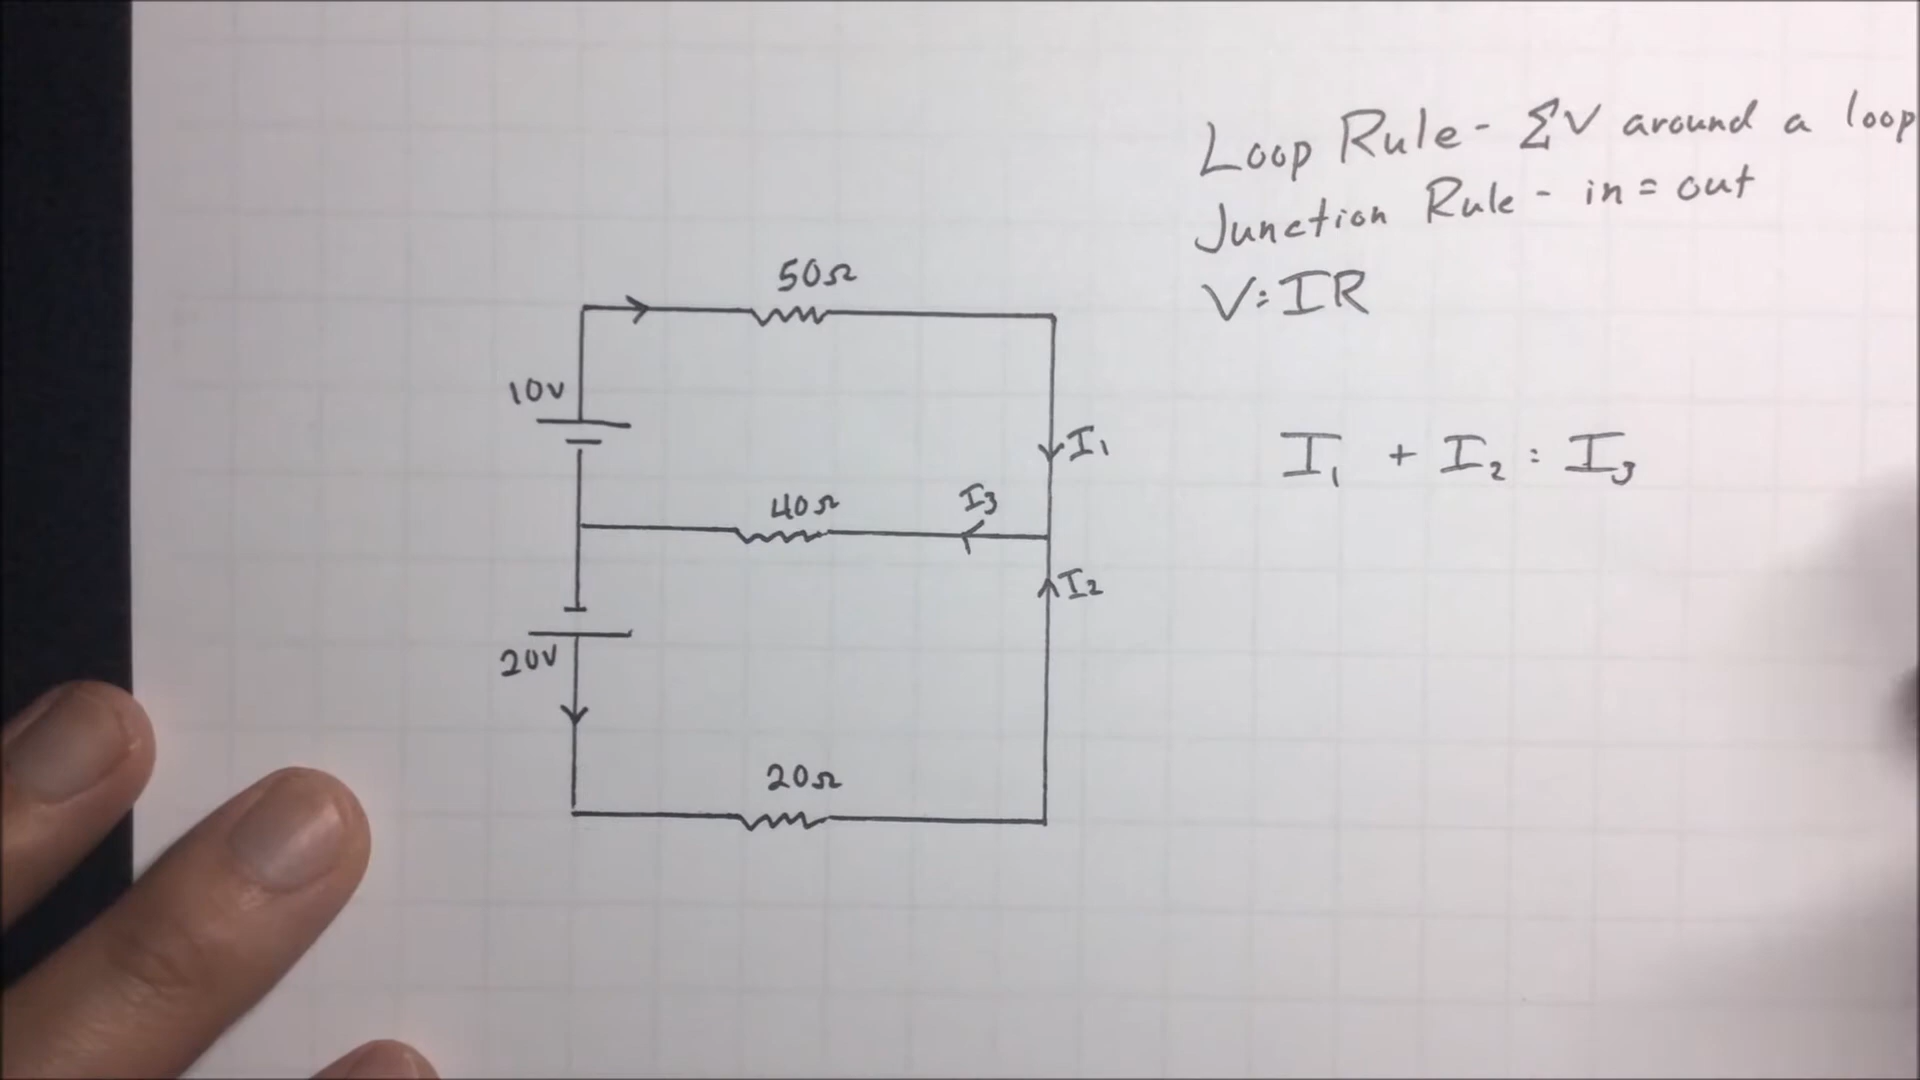 Loop Rule - ΣV around a loop
Junction Rule - in = out
V=IR
50Ω
10V
I₁
I₁ + I₂ = I₃
40Ω
I₃
I₂
20V
20Ω